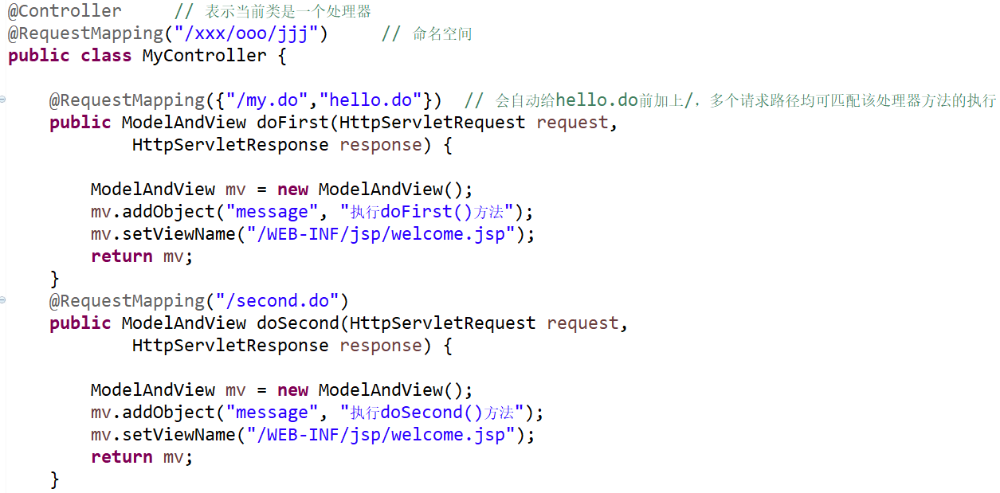 @Controller     // 表示当前类是一个处理器
@RequestMapping("/xxx/ooo/jjj")     // 命名空间
public class MyController {
    @RequestMapping({"/my.do","hello.do"})  // 会自动给hello.do前加上/，多个请求路径均可匹配该处理器方法的执行
    public ModelAndView doFirst(HttpServletRequest request,
            HttpServletResponse response) {
        ModelAndView mv = new ModelAndView();
        mv.addObject("message", "执行doFirst()方法");
        mv.setViewName("/WEB-INF/jsp/welcome.jsp");
        return mv;
    }
    @RequestMapping("/second.do")
    public ModelAndView doSecond(HttpServletRequest request,
            HttpServletResponse response) {
        ModelAndView mv = new ModelAndView();
        mv.addObject("message", "执行doSecond()方法");
        mv.setViewName("/WEB-INF/jsp/welcome.jsp");
        return mv;
    }